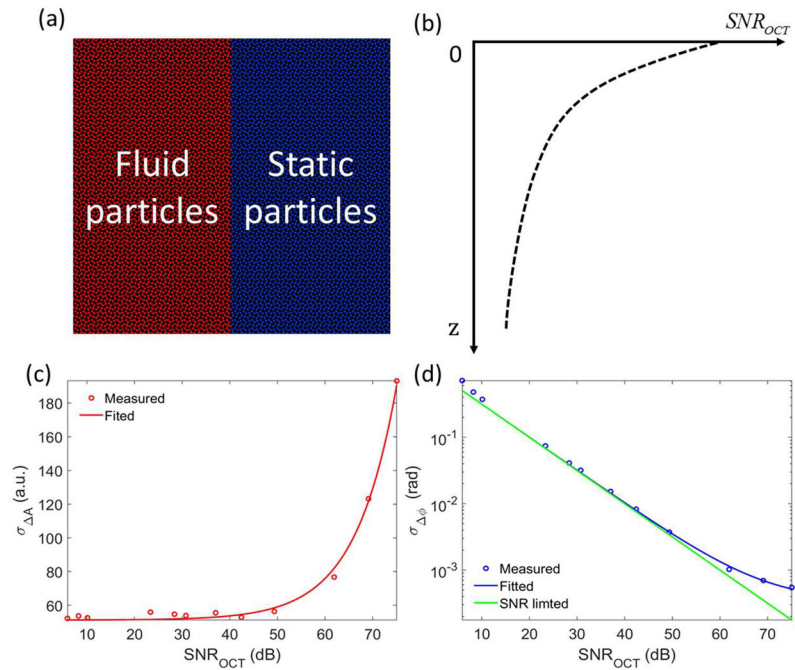 (a)
Fluid
particles
Static
particles
(b)
SNR_OCT
0
z
(c)
Measured
Fited
180
160
140
120
100
80
60
σ_ΔA (a.u.)
10 20 30 40 50 60 70
SNR_OCT (dB)
(d)
10^-1
10^-2
10^-3
σ_Δϕ (rad)
Measured
Fitted
SNR limted
10 20 30 40 50 60 70
SNR_OCT (dB)